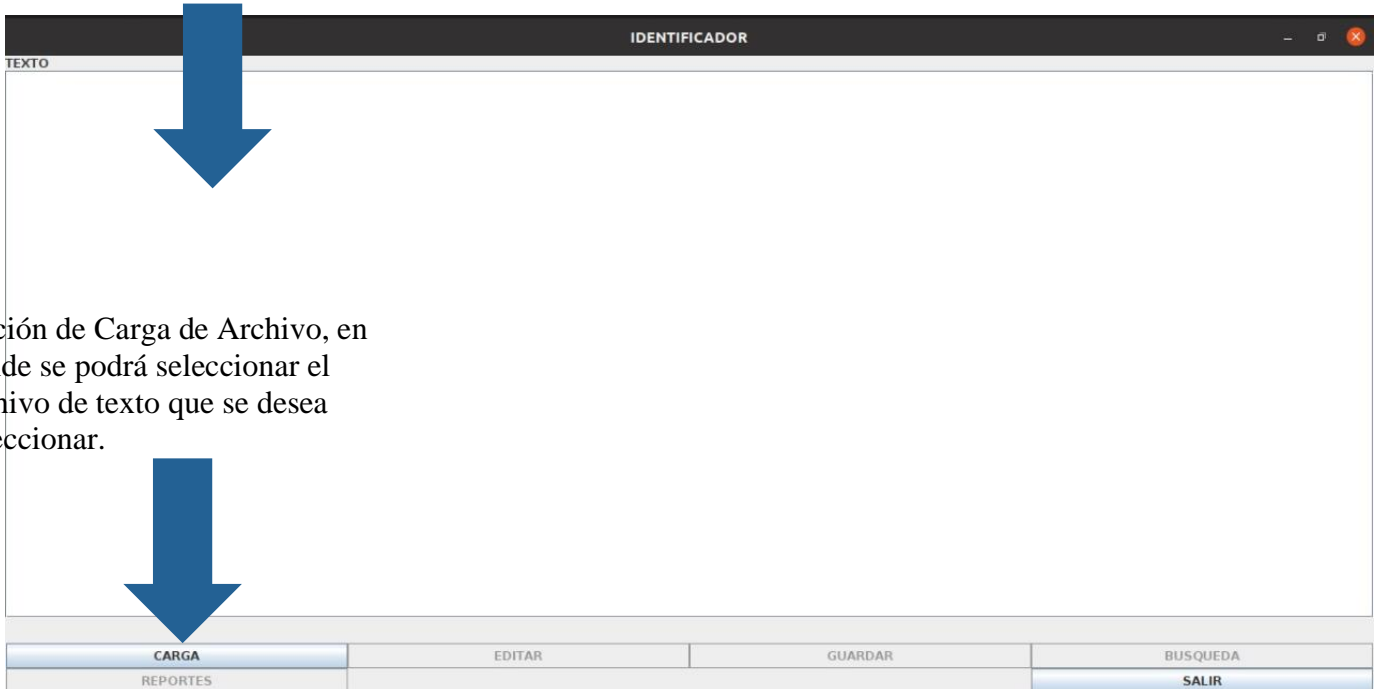 IDENTIFICADOR
TEXTO
ción de Carga de Archivo, en
de se podrá seleccionar el
hivo de texto que se desea
eccionar.
CARGA EDITAR GUARDAR BUSQUEDA
REPORTES SALIR